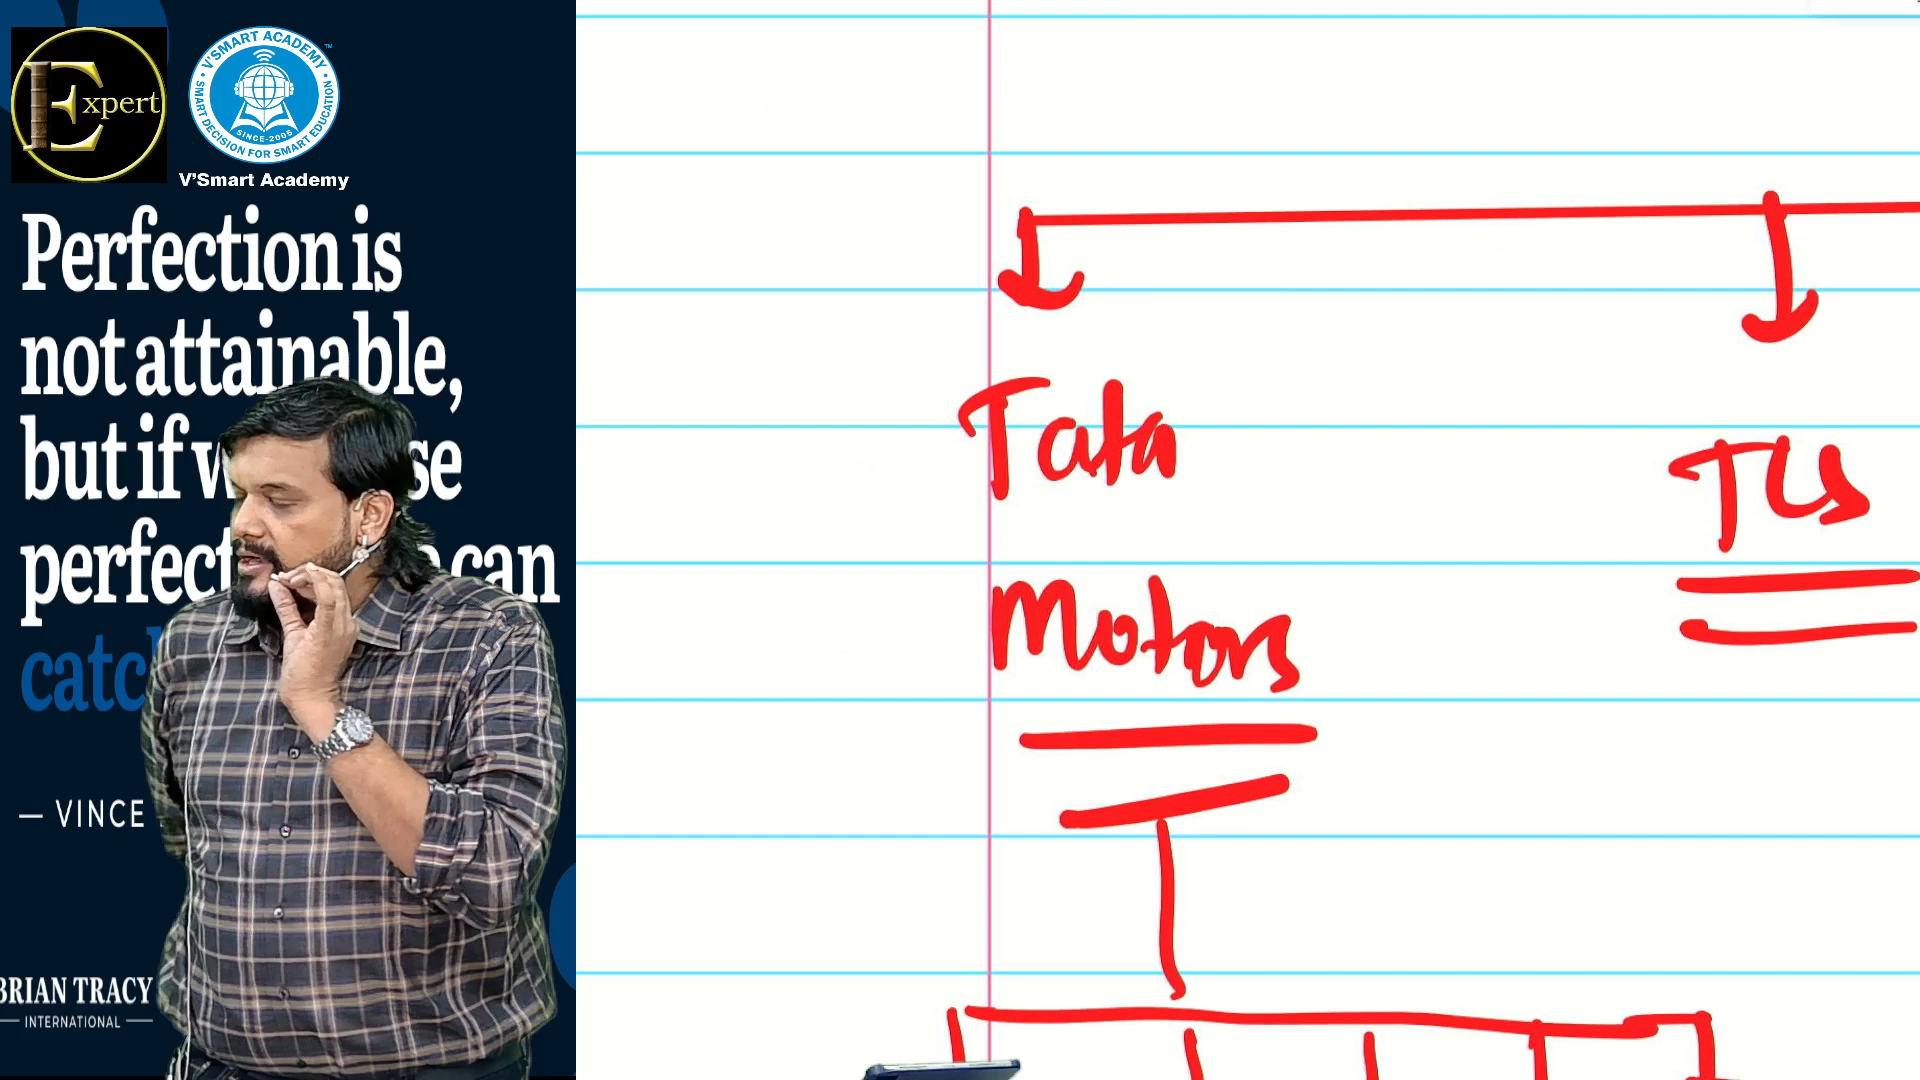 Expert
V'SMART ACADEMY
TM
SMART DECISION FOR SMART EDUCATION
SINCE-2005
V'Smart Academy
Perfection is
not attainable,
but if
se
perfect can
catc
— VINCE
BRIAN TRACY
— INTERNATIONAL —
Tata
Motors
TCS